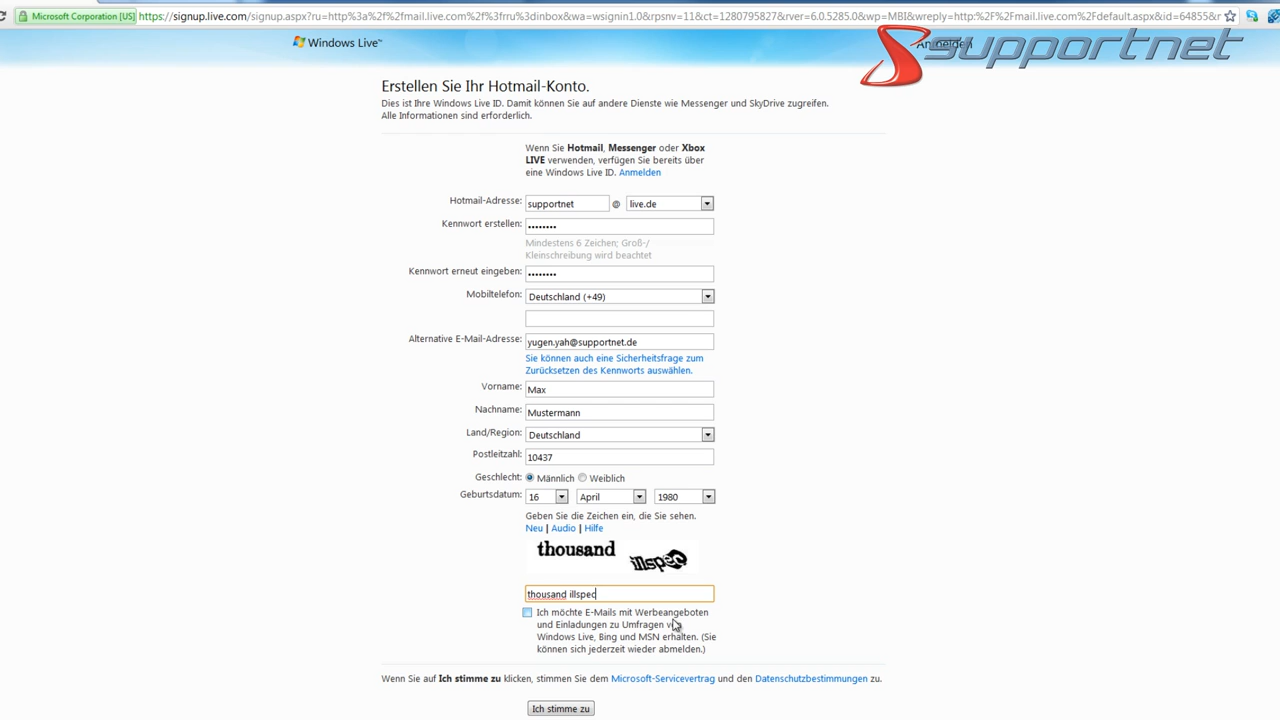 Microsoft Corporation [US] https://signup.live.com/signup.aspx?ru=http%3a%2f%2fmail.live.com%2f%3frru%3dinbox&wa=wsignin1.0&rpsnv=11&ct=1280795827&rver=6.0.5285.0&wp=MBI&wreply=http:%2F%2Fmail.live.com%2Fdefault.aspx&id=64855&r
Windows Live™
Anmelden
supportnet
Erstellen Sie Ihr Hotmail-Konto.
Dies ist Ihre Windows Live ID. Damit können Sie auf andere Dienste wie Messenger und SkyDrive zugreifen.
Alle Informationen sind erforderlich.
Wenn Sie Hotmail, Messenger oder Xbox
LIVE verwenden, verfügen Sie bereits über
eine Windows Live ID. Anmelden
Hotmail-Adresse: supportnet @ live.de
Kennwort erstellen: ••••••••
Mindestens 6 Zeichen; Groß-/
Kleinschreibung wird beachtet
Kennwort erneut eingeben: ••••••••
Mobiltelefon: Deutschland (+49)
Alternative E-Mail-Adresse: yugen.yah@supportnet.de
Sie können auch eine Sicherheitsfrage zum
Zurücksetzen des Kennworts auswählen.
Vorname: Max
Nachname: Mustermann
Land/Region: Deutschland
Postleitzahl: 10437
Geschlecht: Männlich Weiblich
Geburtsdatum: 16 April 1980
Geben Sie die Zeichen ein, die Sie sehen.
Neu | Audio | Hilfe
thousand illspec
thousand illspec
Ich möchte E-Mails mit Werbeangeboten
und Einladungen zu Umfragen von
Windows Live, Bing und MSN erhalten. (Sie
können sich jederzeit wieder abmelden.)
Wenn Sie auf Ich stimme zu klicken, stimmen Sie dem Microsoft-Servicevertrag und den Datenschutzbestimmungen zu.
Ich stimme zu